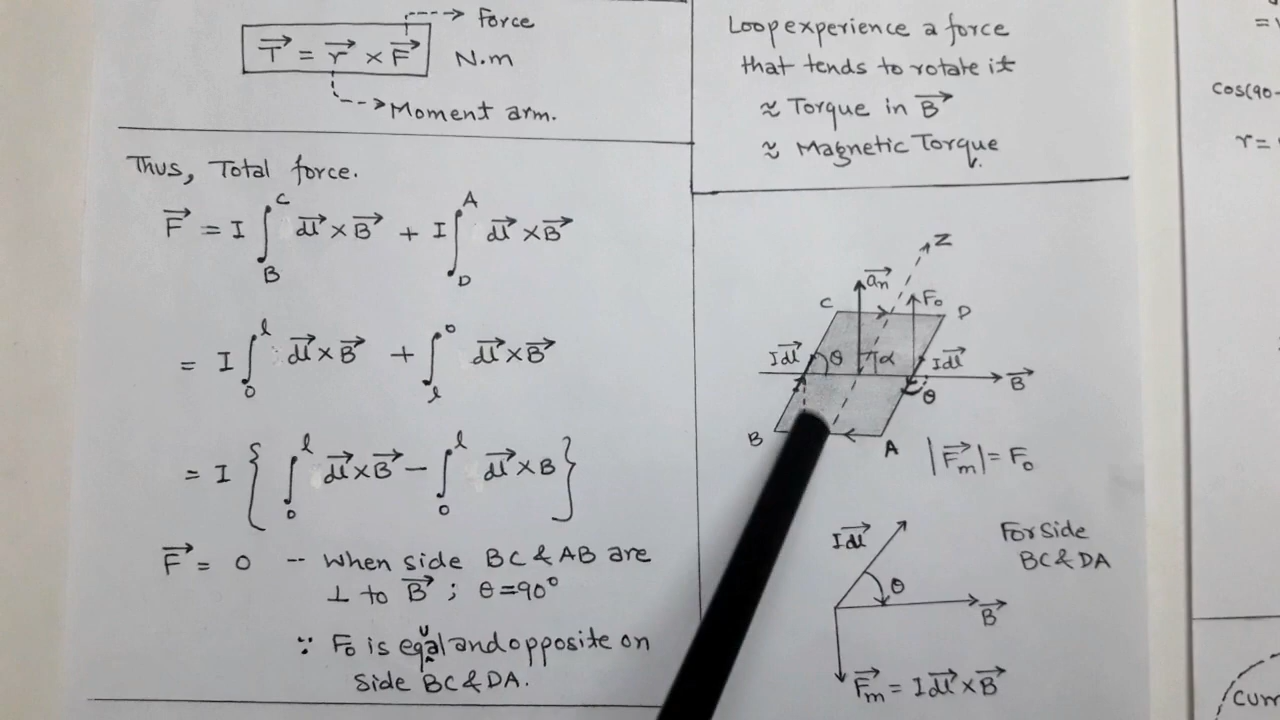 Force
T⃗ = r⃗ × F⃗ N.m
Moment arm.
Thus, Total force.
F⃗ = I ∫_B^C dl⃗ × B⃗ + I ∫_D^A dl⃗ × B⃗
= I ∫_0^l dl⃗ × B⃗ + ∫_l^0 dl⃗ × B⃗
= I { ∫_0^l dl⃗ × B⃗ − ∫_0^l dl⃗ × B }
F⃗ = 0 -- When side BC & AB are
⊥ to B⃗ ; θ = 90°
∵ F₀ is equal and opposite on
side BC & DA.
Loop experience a force
that tends to rotate it
≈ Torque in B⃗
≈ Magnetic Torque.
Z
a⃗n
F₀
C
D
Idl⃗ θ α Idl⃗
B⃗
θ
B
A
|F⃗m| = F₀
Idl⃗
For side
BC & DA
θ
B⃗
F⃗m = Idl⃗ × B⃗
cos(90-
r=
Curr